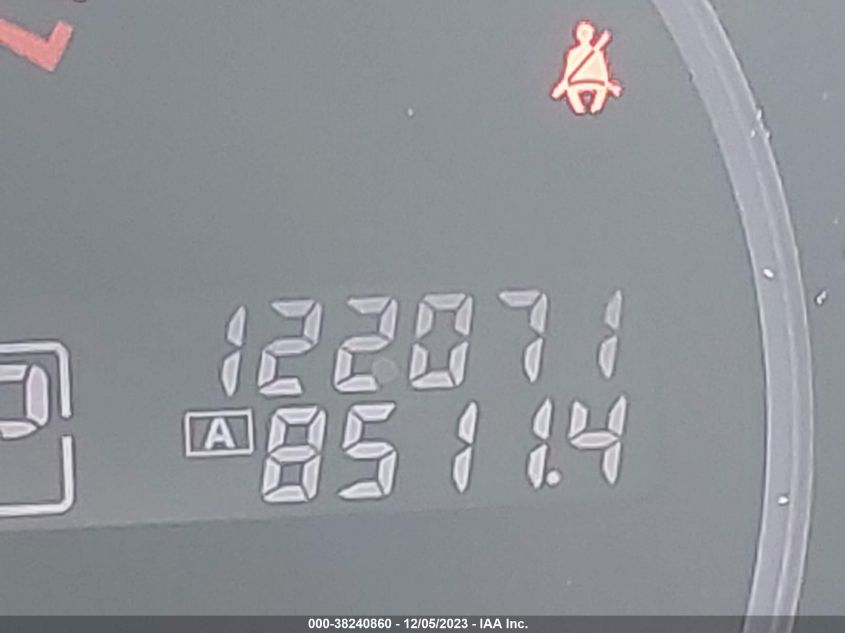 122071
A 8511.4
000-38240860 - 12/05/2023 - IAA Inc.